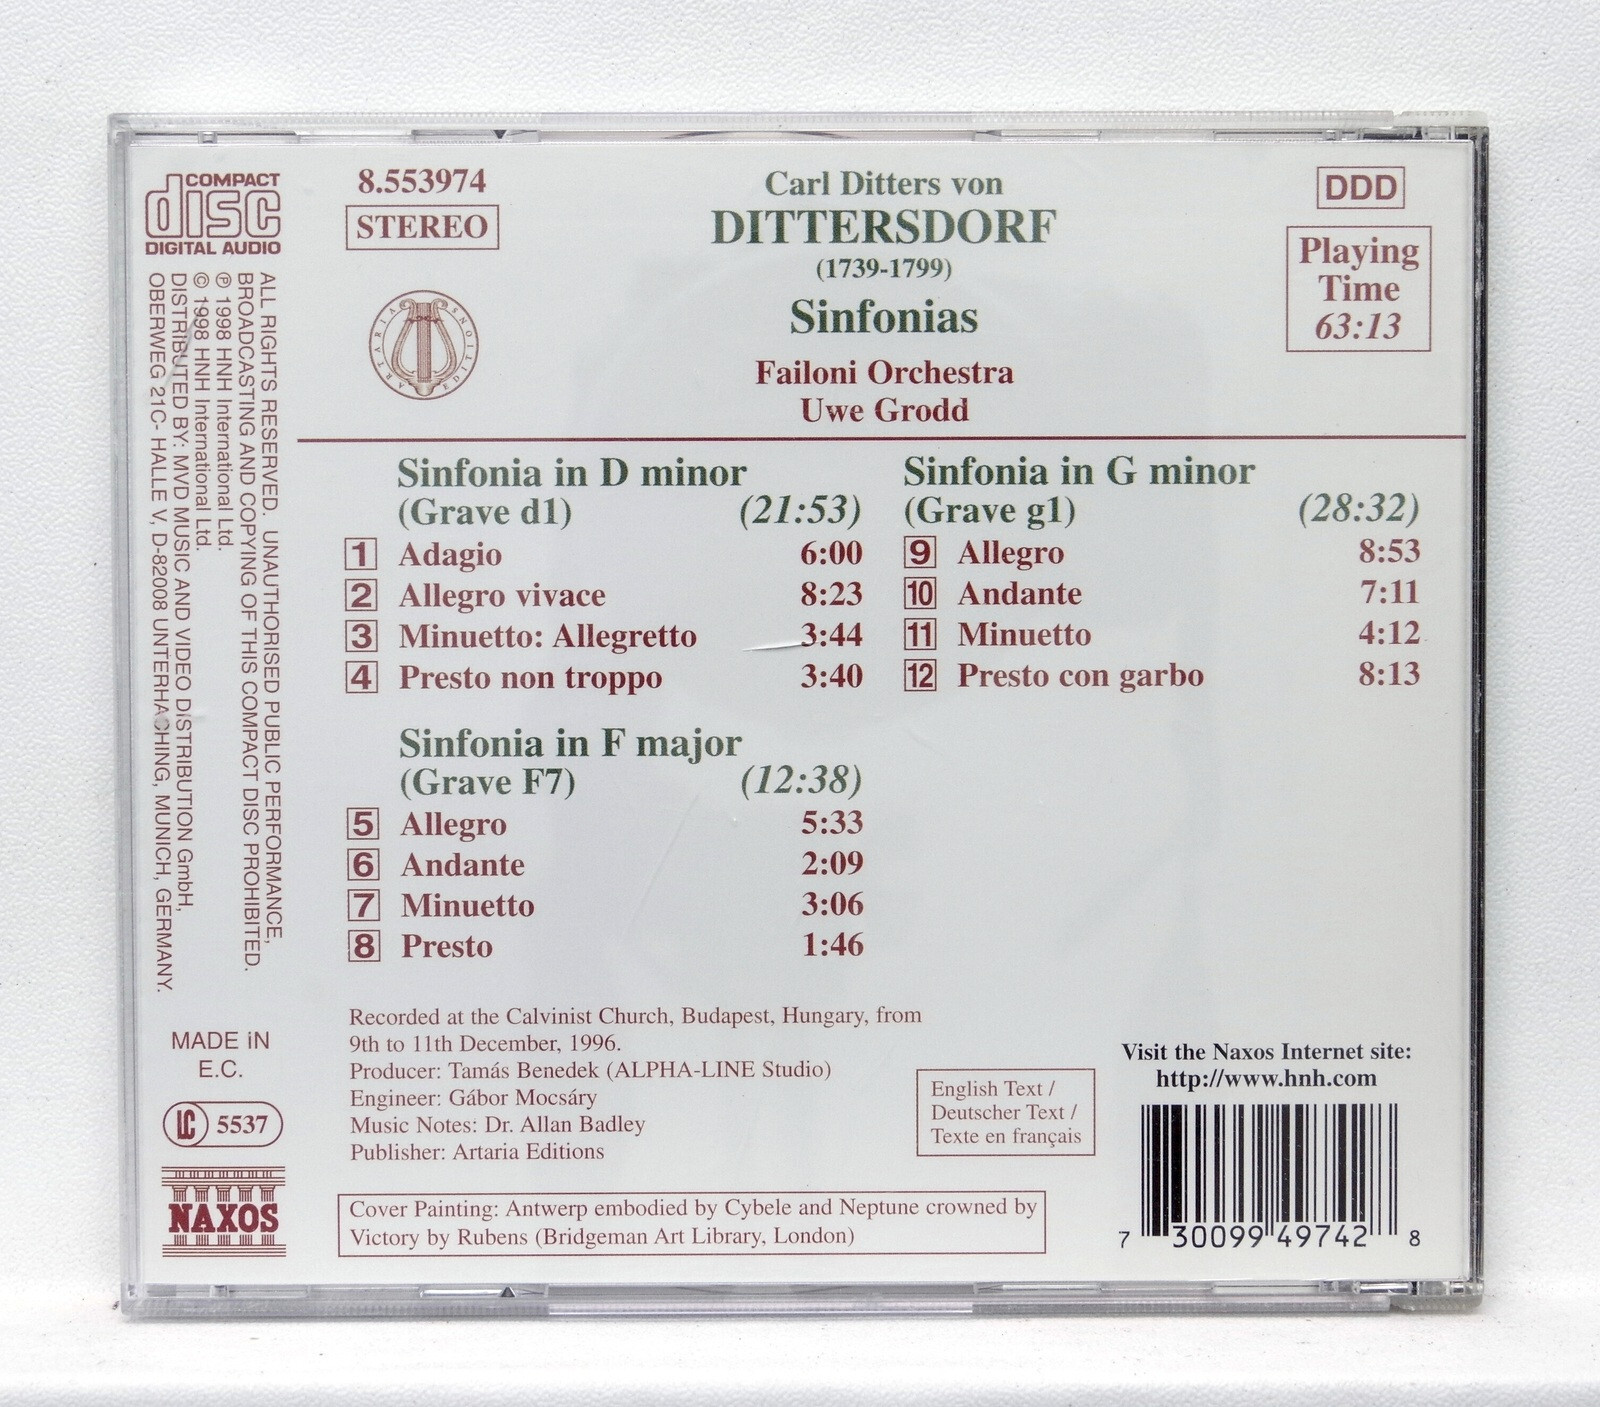 COMPACT
disc
DIGITAL AUDIO
ALL RIGHTS RESERVED. UNAUTHORISED PUBLIC PERFORMANCE,
BROADCASTING AND COPYING OF THIS COMPACT DISC PROHIBITED.
℗ 1998 HNH International Ltd.
© 1998 HNH International Ltd.
DISTRIBUTED BY: MVD MUSIC AND VIDEO DISTRIBUTION GmbH,
OBERWEG 21C- HALLE V, D-82008 UNTERHACHING, MUNICH, GERMANY.
MADE iN
E.C.
LC 5537
NAXOS
8.553974
STEREO
ARTARIA EDITIONS
Carl Ditters von
DITTERSDORF
(1739-1799)
Sinfonias
Failoni Orchestra
Uwe Grodd
DDD
Playing
Time
63:13
Sinfonia in D minor
(Grave d1) (21:53)
1 Adagio 6:00
2 Allegro vivace 8:23
3 Minuetto: Allegretto 3:44
4 Presto non troppo 3:40
Sinfonia in F major
(Grave F7) (12:38)
5 Allegro 5:33
6 Andante 2:09
7 Minuetto 3:06
8 Presto 1:46
Sinfonia in G minor
(Grave g1) (28:32)
9 Allegro 8:53
10 Andante 7:11
11 Minuetto 4:12
12 Presto con garbo 8:13
Recorded at the Calvinist Church, Budapest, Hungary, from
9th to 11th December, 1996.
Producer: Tamás Benedek (ALPHA-LINE Studio)
Engineer: Gábor Mocsáry
Music Notes: Dr. Allan Badley
Publisher: Artaria Editions
Cover Painting: Antwerp embodied by Cybele and Neptune crowned by
Victory by Rubens (Bridgeman Art Library, London)
English Text /
Deutscher Text /
Texte en français
Visit the Naxos Internet site:
http://www.hnh.com
7 30099 49742 8